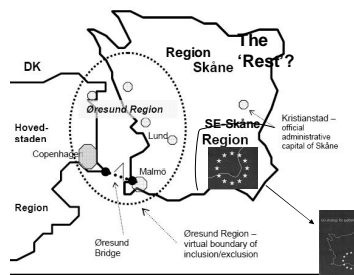 The
‘Rest’?
Region
Skåne
DK
Øresund Region
Hoved-
staden
Copenhagen
Lund
SE-Skåne
Region
Kristianstad –
official
administrative
capital of Skåne
Malmö
Region
Øresund
Bridge
Øresund Region –
virtual boundary of
inclusion/exclusion